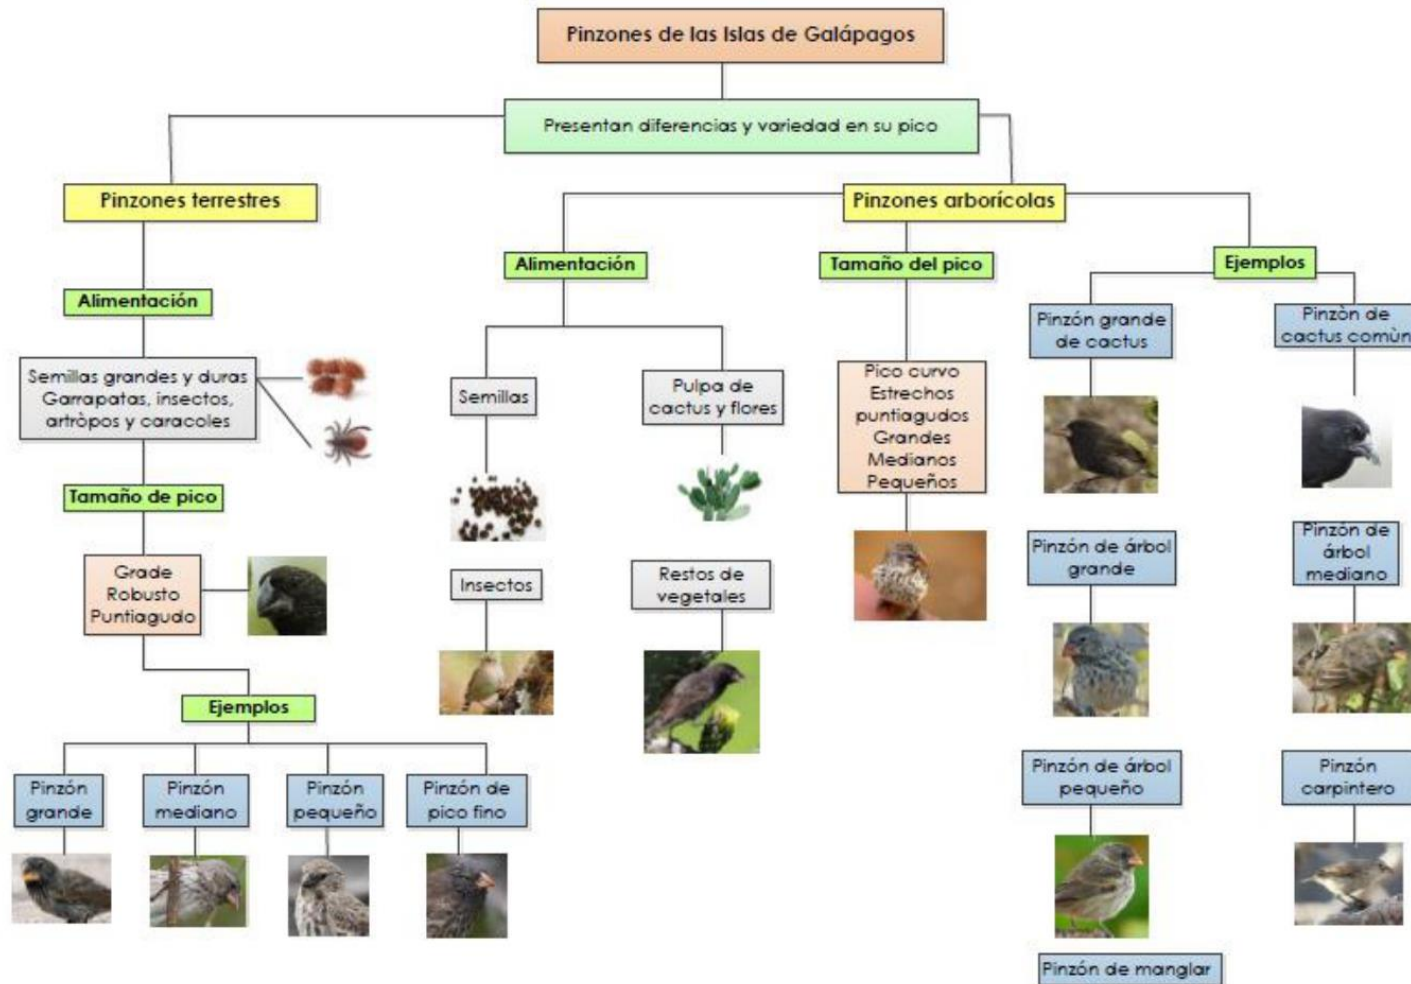 Pinzones de las Islas de Galápagos
Presentan diferencias y variedad en su pico
Pinzones terrestres
Alimentación
Semillas grandes y duras
Garrapatas, insectos,
artròpos y caracoles
Tamaño de pico
Grade
Robusto
Puntiagudo
Ejemplos
Pinzón
grande
Pinzón
mediano
Pinzón
pequeño
Pinzón de
pico fino
Pinzones arborícolas
Alimentación
Semillas
Pulpa de
cactus y flores
Insectos
Restos de
vegetales
Tamaño del pico
Pico curvo
Estrechos
puntiagudos
Grandes
Medianos
Pequeños
Ejemplos
Pinzón grande
de cactus
Pinzòn de
cactus comùn
Pinzón de árbol
grande
Pinzón de
árbol
mediano
Pinzón de árbol
pequeño
Pinzón
carpintero
Pinzón de manglar